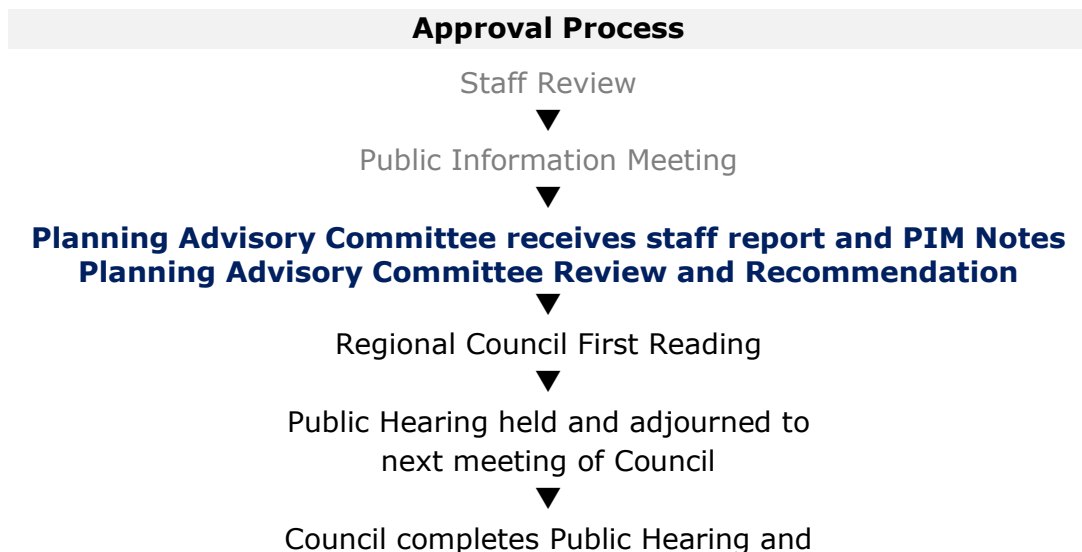 Approval Process
Staff Review
Public Information Meeting
Planning Advisory Committee receives staff report and PIM Notes
Planning Advisory Committee Review and Recommendation
Regional Council First Reading
Public Hearing held and adjourned to
next meeting of Council
Council completes Public Hearing and